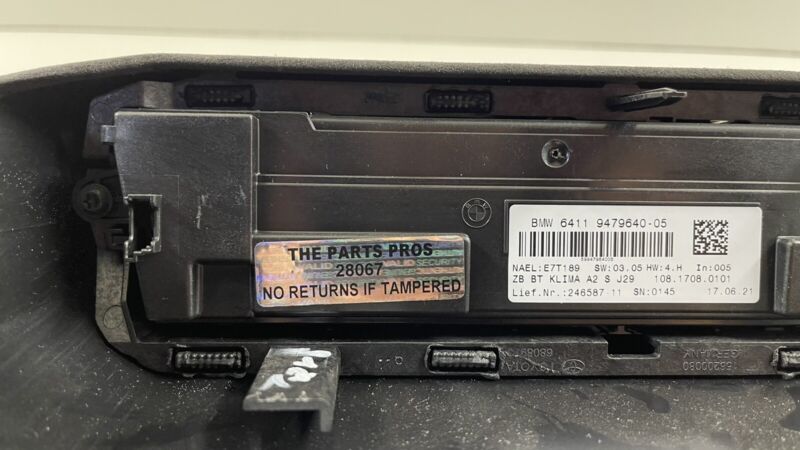 BMW 6411 9479640-05
NAEL:E7T189 SW:03.05 HW:4.H In:005
ZB BT KLIMA A2 S J29 108.1708.0101
Lief.Nr.:246587-11 SN:0145 17.06.21
THE PARTS PROS
28067
NO RETURNS IF TAMPERED